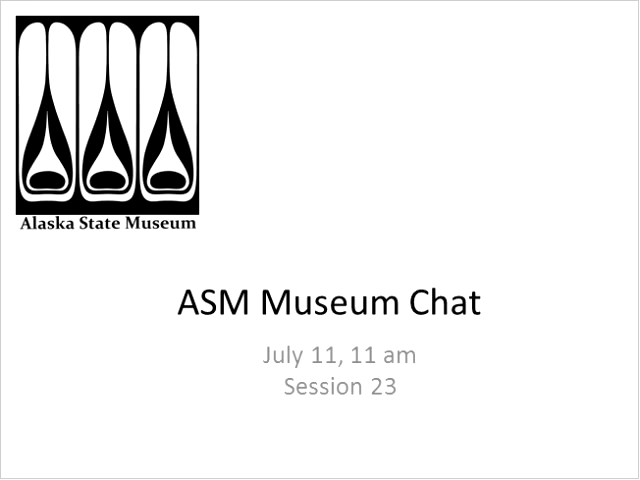 Alaska State Museum
ASM Museum Chat
July 11, 11 am
Session 23